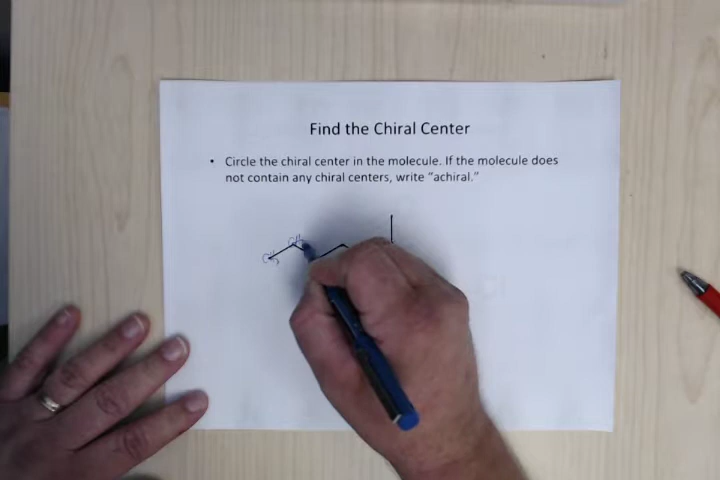 Find the Chiral Center
• Circle the chiral center in the molecule. If the molecule does
not contain any chiral centers, write "achiral."